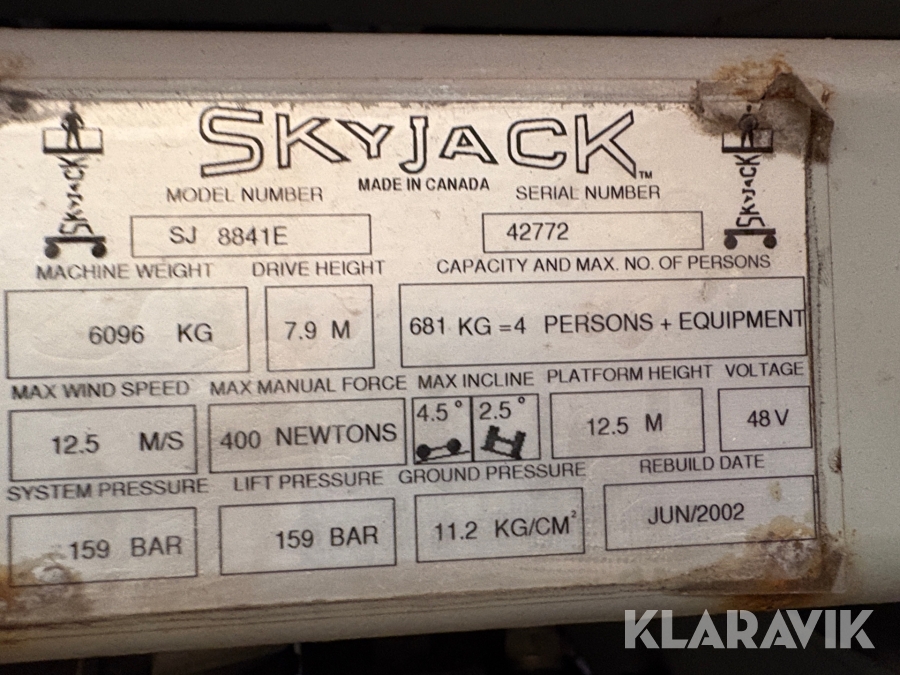 SKYJACK™
SKYJACK
SKYJACK
MADE IN CANADA
MODEL NUMBER
SERIAL NUMBER
SJ 8841E
42772
MACHINE WEIGHT
DRIVE HEIGHT
CAPACITY AND MAX. NO. OF PERSONS
6096 KG
7.9 M
681 KG =4 PERSONS + EQUIPMENT
MAX WIND SPEED
MAX MANUAL FORCE
MAX INCLINE
PLATFORM HEIGHT
VOLTAGE
12.5 M/S
400 NEWTONS
4.5°
2.5°
12.5 M
48 V
SYSTEM PRESSURE
LIFT PRESSURE
GROUND PRESSURE
REBUILD DATE
159 BAR
159 BAR
11.2 KG/CM²
JUN/2002
KLARAVIK